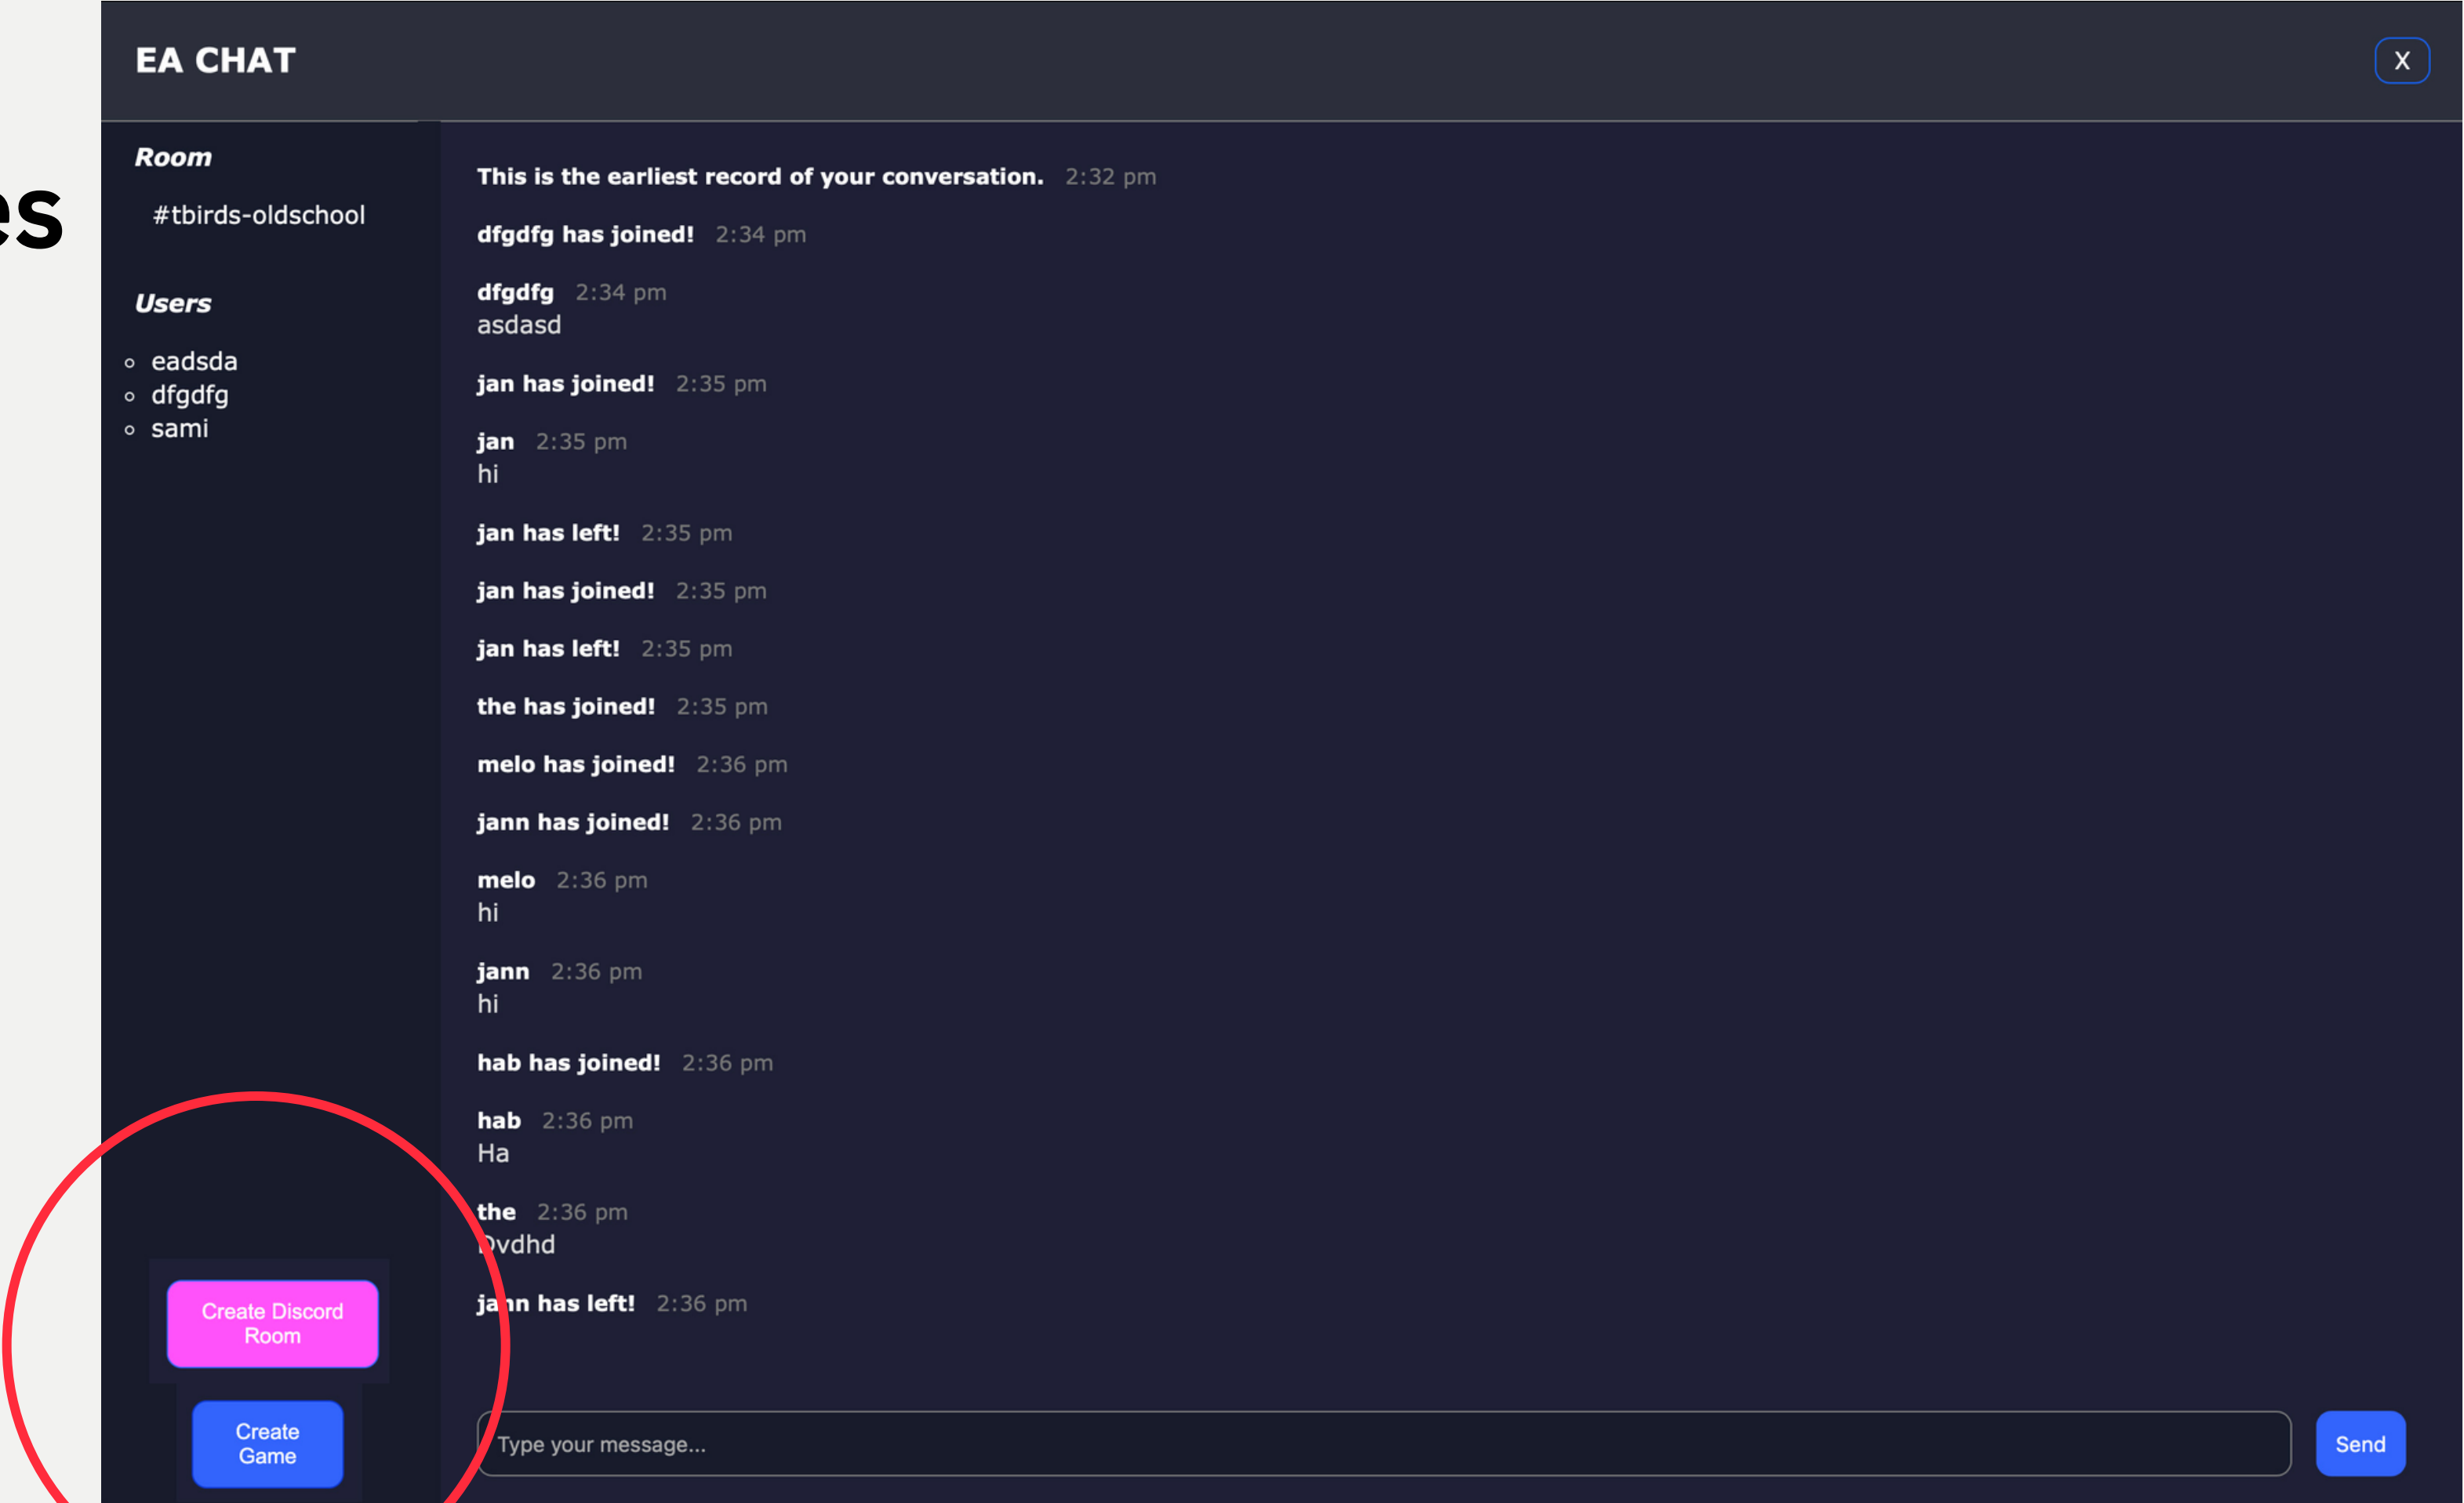 EA CHAT
X
es
Room
#tbirds-oldschool
Users
eadsda
dfgdfg
sami
This is the earliest record of your conversation. 2:32 pm
dfgdfg has joined! 2:34 pm
dfgdfg 2:34 pm
asdasd
jan has joined! 2:35 pm
jan 2:35 pm
hi
jan has left! 2:35 pm
jan has joined! 2:35 pm
jan has left! 2:35 pm
the has joined! 2:35 pm
melo has joined! 2:36 pm
jann has joined! 2:36 pm
melo 2:36 pm
hi
jann 2:36 pm
hi
hab has joined! 2:36 pm
hab 2:36 pm
Ha
the 2:36 pm
Dvdhd
jann has left! 2:36 pm
Create Discord
Room
Create
Game
Type your message...
Send